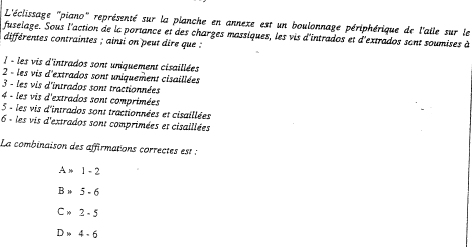 L'éclissage "piano" représenté sur la planche en annexe est un boulonnage périphérique de l'aile sur le
fuselage. Sous l'action de la portance et des charges massiques, les vis d'intrados et d'extrados sont soumises à
différentes contraintes ; ainsi on peut dire que :
1 - les vis d'intrados sont uniquement cisaillées
2 - les vis d'extrados sont uniquement cisaillées
3 - les vis d'intrados sont tractionnées
4 - les vis d'extrados sont comprimées
5 - les vis d'intrados sont tractionnées et cisaillées
6 - les vis d'extrados sont comprimées et cisaillées
La combinaison des affirmations correctes est :
A» 1 - 2
B» 5 - 6
C» 2 - 5
D» 4 - 6